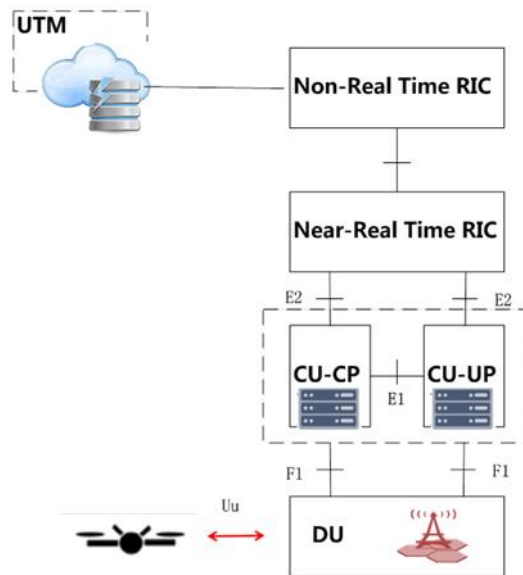 UTM
Non-Real Time RIC
Near-Real Time RIC
E2
E2
CU-CP
CU-UP
E1
F1
F1
Uu
DU